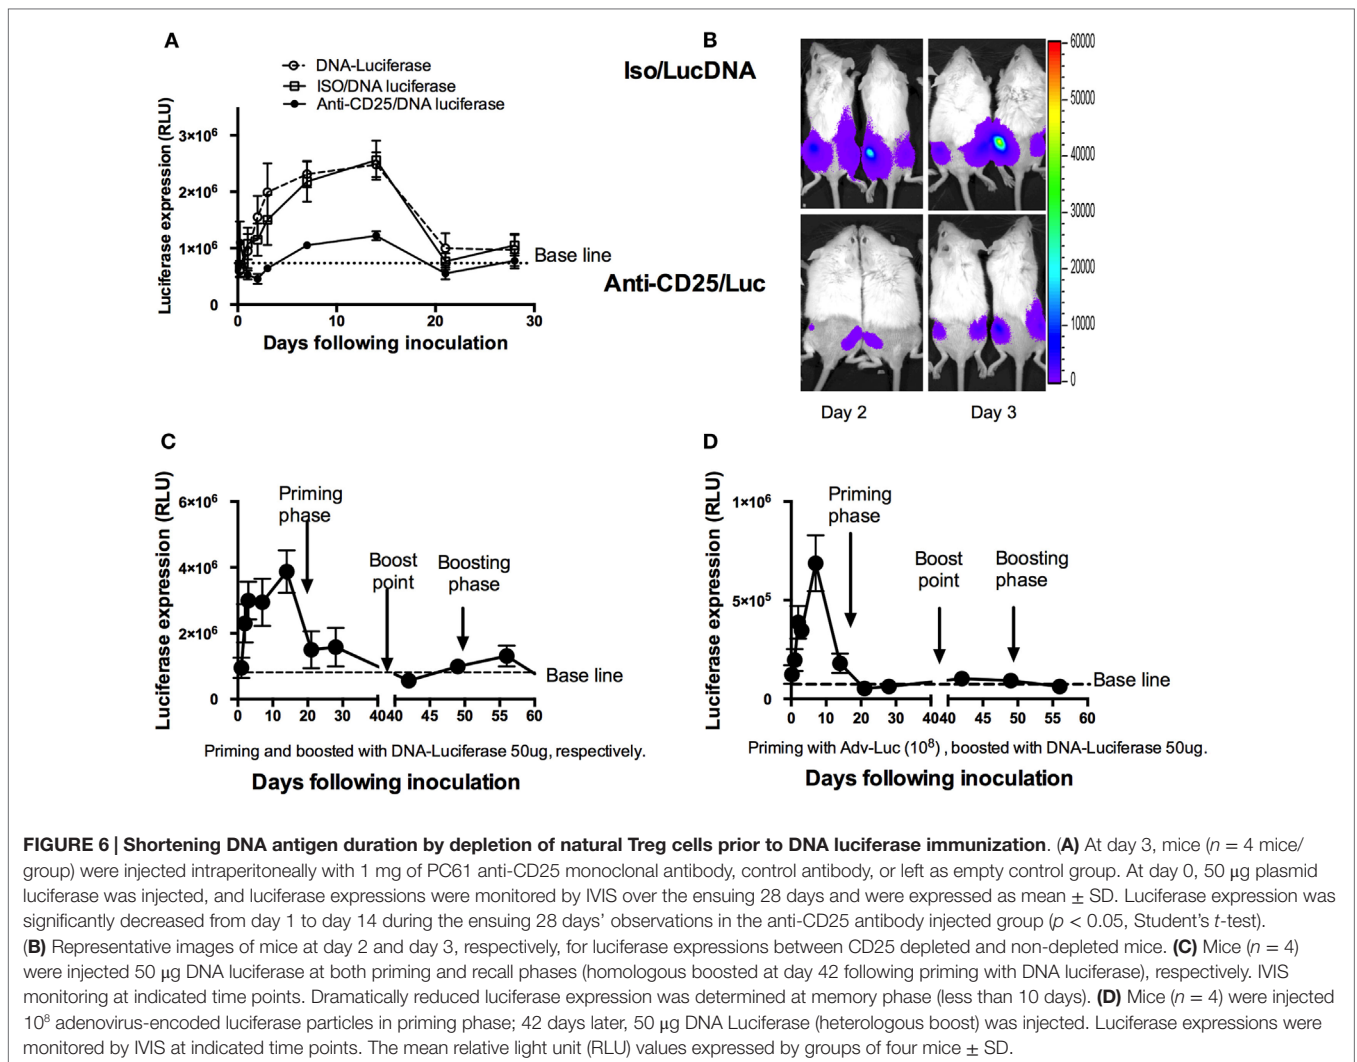 A
DNA-Luciferase
ISO/DNA luciferase
Anti-CD25/DNA luciferase
Luciferase expression (RLU)
3×10⁶
2×10⁶
1×10⁶
0
Base line
0 10 20 30
Days following inoculation
B
Iso/LucDNA
Anti-CD25/Luc
60000
50000
40000
30000
20000
10000
0
Day 2 Day 3
C
Luciferase expression (RLU)
6×10⁶
4×10⁶
2×10⁶
0
Priming
phase
Boost
point
Boosting
phase
Base line
0 10 20 30 40 40 45 50 55 60
Priming and boosted with DNA-Luciferase 50ug, respectively.
Days following inoculation
D
Luciferase expression (RLU)
1×10⁶
5×10⁵
0
Priming
phase
Boost
point
Boosting
phase
Base line
0 10 20 30 40 40 45 50 55 60
Priming with Adv-Luc (10⁸) , boosted with DNA-Luciferase 50ug.
Days following inoculation
FIGURE 6 | Shortening DNA antigen duration by depletion of natural Treg cells prior to DNA luciferase immunization. (A) At day 3, mice (n = 4 mice/
group) were injected intraperitoneally with 1 mg of PC61 anti-CD25 monoclonal antibody, control antibody, or left as empty control group. At day 0, 50 μg plasmid
luciferase was injected, and luciferase expressions were monitored by IVIS over the ensuing 28 days and were expressed as mean ± SD. Luciferase expression was
significantly decreased from day 1 to day 14 during the ensuing 28 days’ observations in the anti-CD25 antibody injected group (p < 0.05, Student’s t-test).
(B) Representative images of mice at day 2 and day 3, respectively, for luciferase expressions between CD25 depleted and non-depleted mice. (C) Mice (n = 4)
were injected 50 μg DNA luciferase at both priming and recall phases (homologous boosted at day 42 following priming with DNA luciferase), respectively. IVIS
monitoring at indicated time points. Dramatically reduced luciferase expression was determined at memory phase (less than 10 days). (D) Mice (n = 4) were injected
10⁸ adenovirus-encoded luciferase particles in priming phase; 42 days later, 50 μg DNA Luciferase (heterologous boost) was injected. Luciferase expressions were
monitored by IVIS at indicated time points. The mean relative light unit (RLU) values expressed by groups of four mice ± SD.